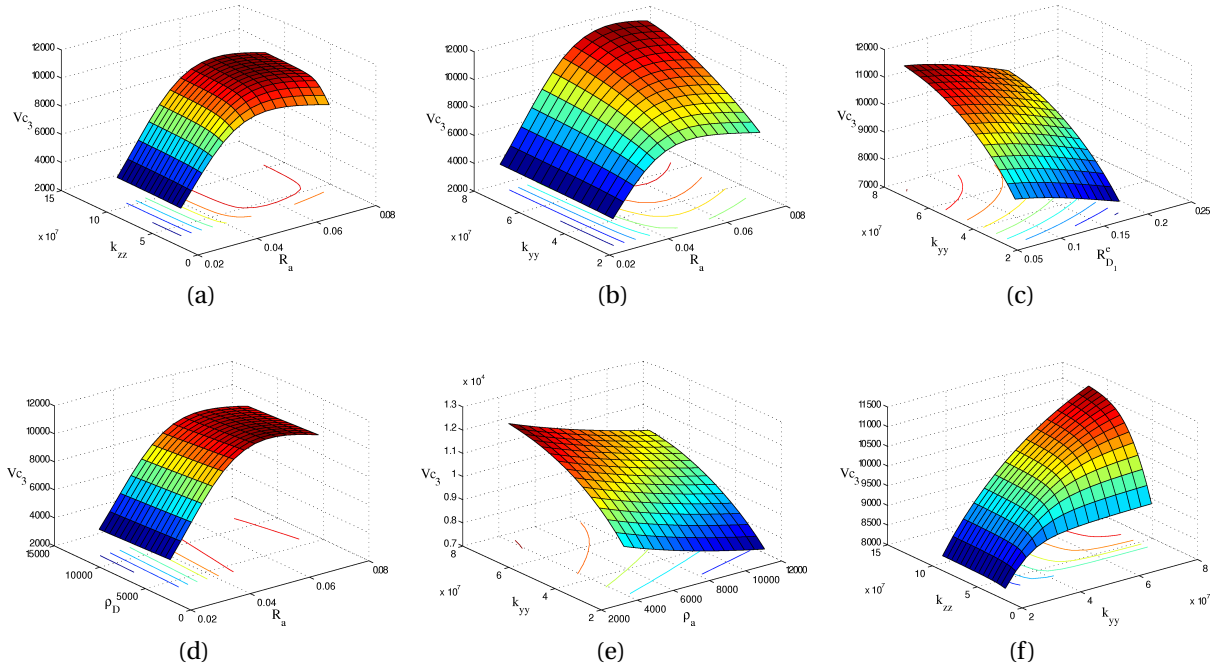 12000
10000
8000
6000
4000
2000
Vc3
15
10
5
0
x 10^7
k_zz
0.02
0.04
0.06
0.08
R_a
(a)
12000
10000
8000
6000
4000
2000
Vc3
8
6
4
2
x 10^7
k_yy
0.02
0.04
0.06
0.08
R_a
(b)
12000
11000
10000
9000
8000
7000
Vc3
6
4
2
x 10^7
k_yy
0.05
0.1
0.15
0.2
0.25
R^e_D1
(c)
12000
10000
8000
6000
4000
2000
Vc3
15000
10000
5000
0
ρ_D
0.02
0.04
0.06
0.08
R_a
(d)
x 10^4
1.3
1.2
1.1
1
0.9
0.8
0.7
Vc3
8
6
4
2
x 10^7
k_yy
2000
4000
6000
8000
10000
12000
ρ_a
(e)
11500
11000
10500
10000
9500
9000
8500
8000
Vc3
15
10
5
0
x 10^7
k_zz
2
4
6
8
x 10^7
k_yy
(f)